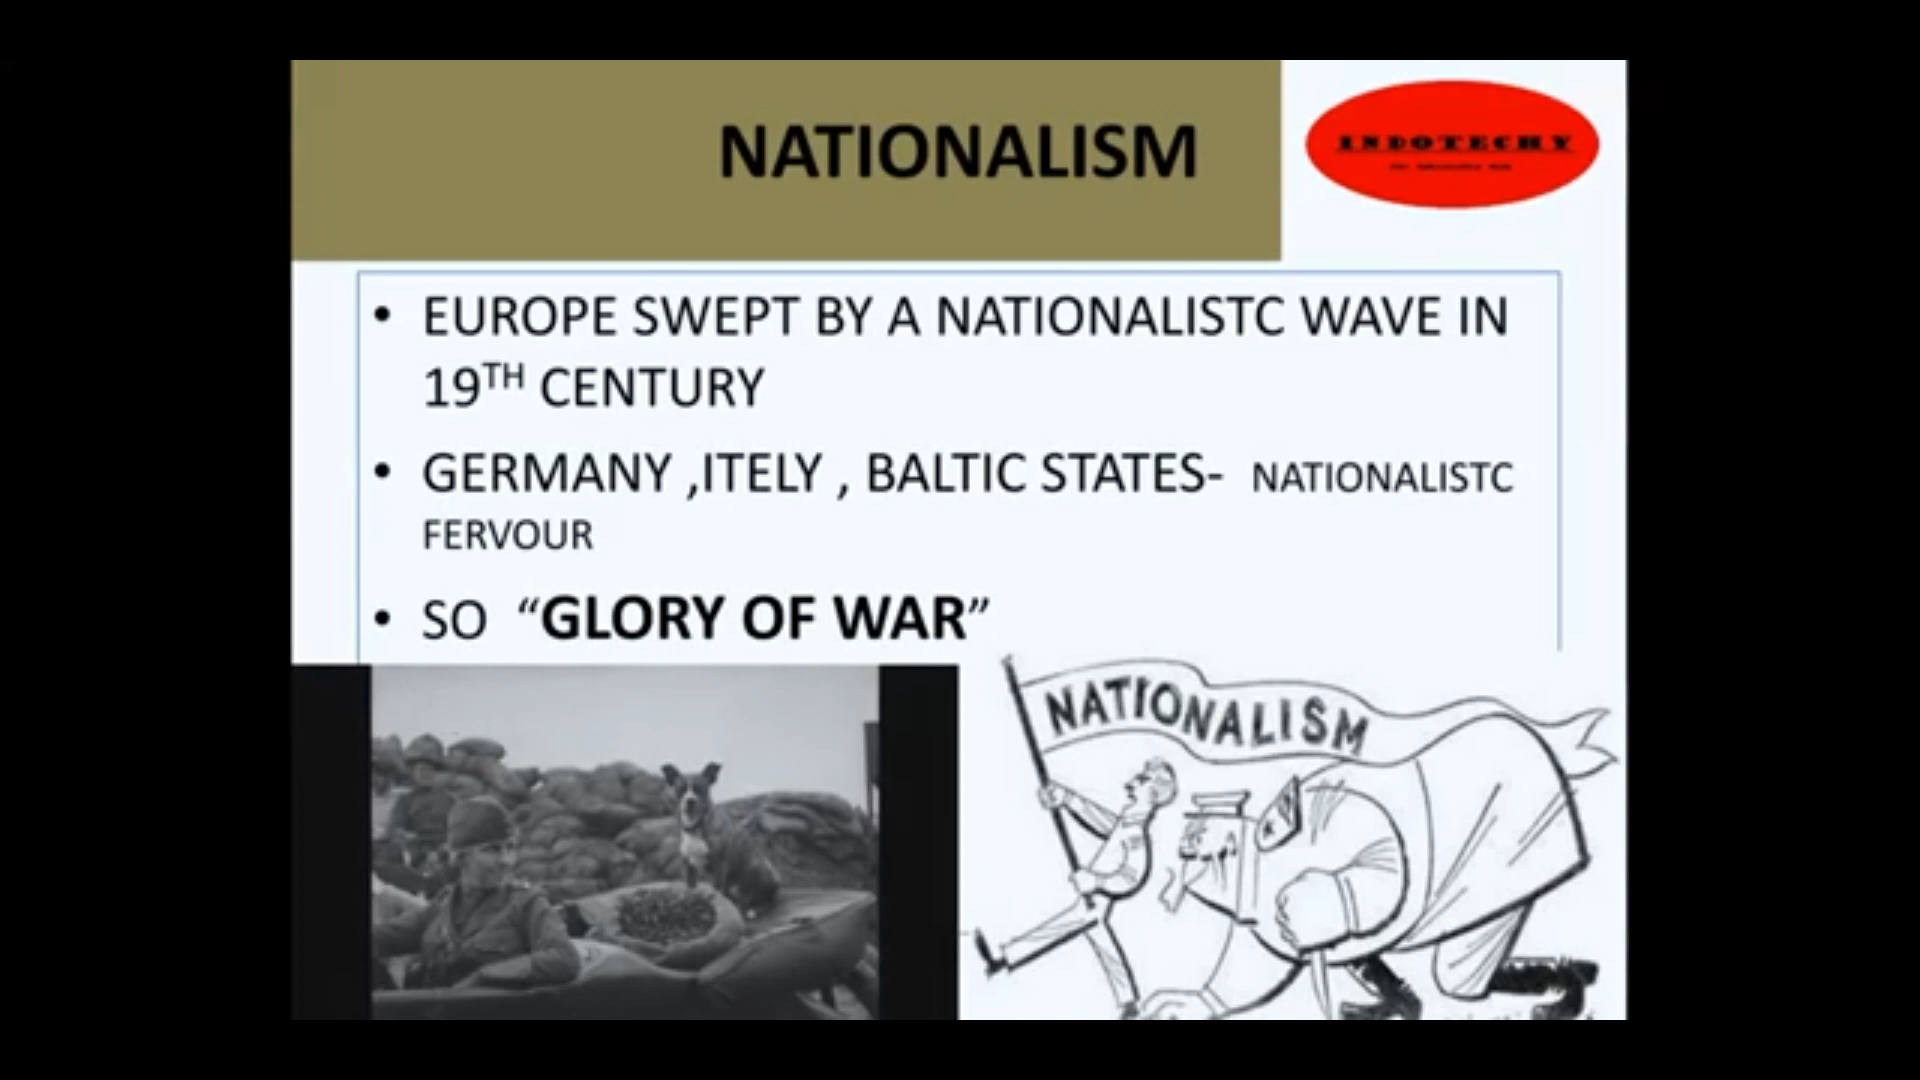 NATIONALISM
INDOTECHY
• EUROPE SWEPT BY A NATIONALISTC WAVE IN
19TH CENTURY
• GERMANY ,ITELY , BALTIC STATES- NATIONALISTC
FERVOUR
• SO “GLORY OF WAR”
NATIONALISM